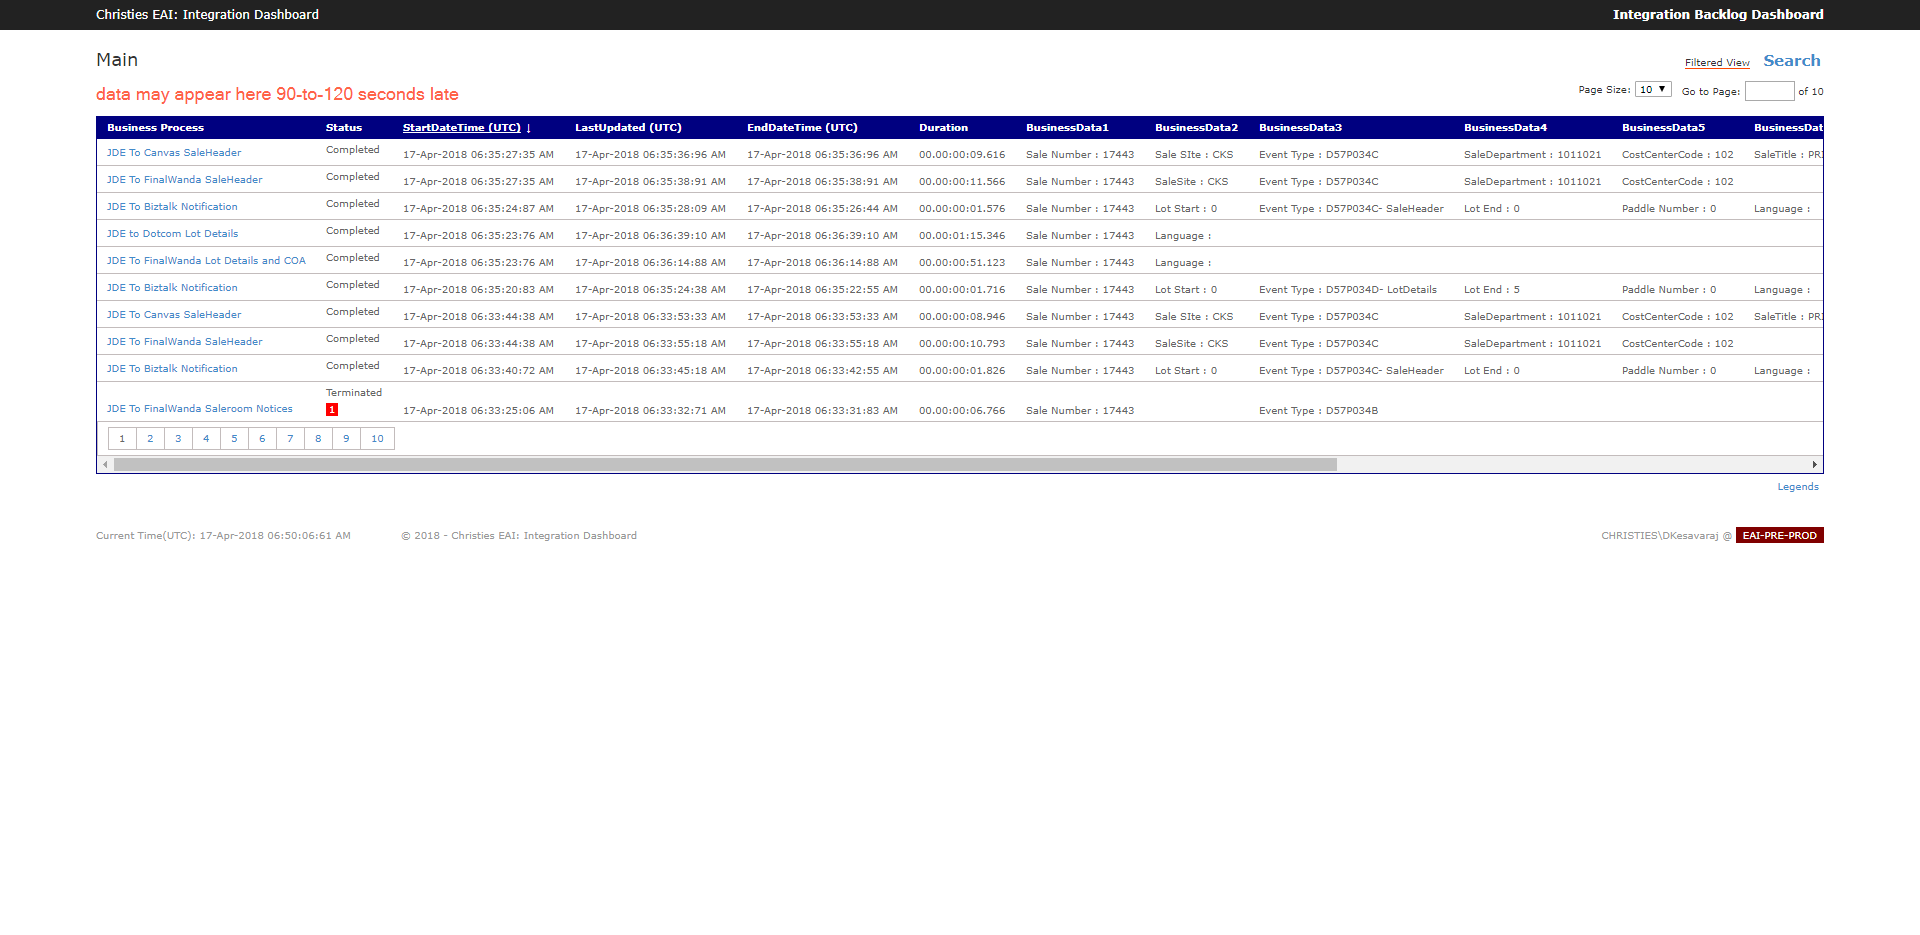 Christies EAI: Integration Dashboard Integration Backlog Dashboard
Main Filtered View Search
data may appear here 90-to-120 seconds late Page Size: 10 ▼ Go to Page: of 10
Business Process Status StartDateTime (UTC) ↓ LastUpdated (UTC) EndDateTime (UTC) Duration BusinessData1 BusinessData2 BusinessData3 BusinessData4 BusinessData5 BusinessDat
JDE To Canvas SaleHeader Completed 17-Apr-2018 06:35:27:35 AM 17-Apr-2018 06:35:36:96 AM 17-Apr-2018 06:35:36:96 AM 00.00:00:09.616 Sale Number : 17443 Sale SIte : CKS Event Type : D57P034C SaleDepartment : 1011021 CostCenterCode : 102 SaleTitle : PRI
JDE To FinalWanda SaleHeader Completed 17-Apr-2018 06:35:27:35 AM 17-Apr-2018 06:35:38:91 AM 17-Apr-2018 06:35:38:91 AM 00.00:00:11.566 Sale Number : 17443 SaleSite : CKS Event Type : D57P034C SaleDepartment : 1011021 CostCenterCode : 102
JDE To Biztalk Notification Completed 17-Apr-2018 06:35:24:87 AM 17-Apr-2018 06:35:28:09 AM 17-Apr-2018 06:35:26:44 AM 00.00:00:01.576 Sale Number : 17443 Lot Start : 0 Event Type : D57P034C- SaleHeader Lot End : 0 Paddle Number : 0 Language :
JDE to Dotcom Lot Details Completed 17-Apr-2018 06:35:23:76 AM 17-Apr-2018 06:36:39:10 AM 17-Apr-2018 06:36:39:10 AM 00.00:01:15.346 Sale Number : 17443 Language :
JDE To FinalWanda Lot Details and COA Completed 17-Apr-2018 06:35:23:76 AM 17-Apr-2018 06:36:14:88 AM 17-Apr-2018 06:36:14:88 AM 00.00:00:51.123 Sale Number : 17443 Language :
JDE To Biztalk Notification Completed 17-Apr-2018 06:35:20:83 AM 17-Apr-2018 06:35:24:38 AM 17-Apr-2018 06:35:22:55 AM 00.00:00:01.716 Sale Number : 17443 Lot Start : 0 Event Type : D57P034D- LotDetails Lot End : 5 Paddle Number : 0 Language :
JDE To Canvas SaleHeader Completed 17-Apr-2018 06:33:44:38 AM 17-Apr-2018 06:33:53:33 AM 17-Apr-2018 06:33:53:33 AM 00.00:00:08.946 Sale Number : 17443 Sale SIte : CKS Event Type : D57P034C SaleDepartment : 1011021 CostCenterCode : 102 SaleTitle : PRI
JDE To FinalWanda SaleHeader Completed 17-Apr-2018 06:33:44:38 AM 17-Apr-2018 06:33:55:18 AM 17-Apr-2018 06:33:55:18 AM 00.00:00:10.793 Sale Number : 17443 SaleSite : CKS Event Type : D57P034C SaleDepartment : 1011021 CostCenterCode : 102
JDE To Biztalk Notification Completed 17-Apr-2018 06:33:40:72 AM 17-Apr-2018 06:33:45:18 AM 17-Apr-2018 06:33:42:55 AM 00.00:00:01.826 Sale Number : 17443 Lot Start : 0 Event Type : D57P034C- SaleHeader Lot End : 0 Paddle Number : 0 Language :
Terminated
JDE To FinalWanda Saleroom Notices 1 17-Apr-2018 06:33:25:06 AM 17-Apr-2018 06:33:32:71 AM 17-Apr-2018 06:33:31:83 AM 00.00:00:06.766 Sale Number : 17443 Event Type : D57P034B
1 2 3 4 5 6 7 8 9 10
Legends
Current Time(UTC): 17-Apr-2018 06:50:06:61 AM © 2018 - Christies EAI: Integration Dashboard CHRISTIES\DKesavaraj @ EAI-PRE-PROD